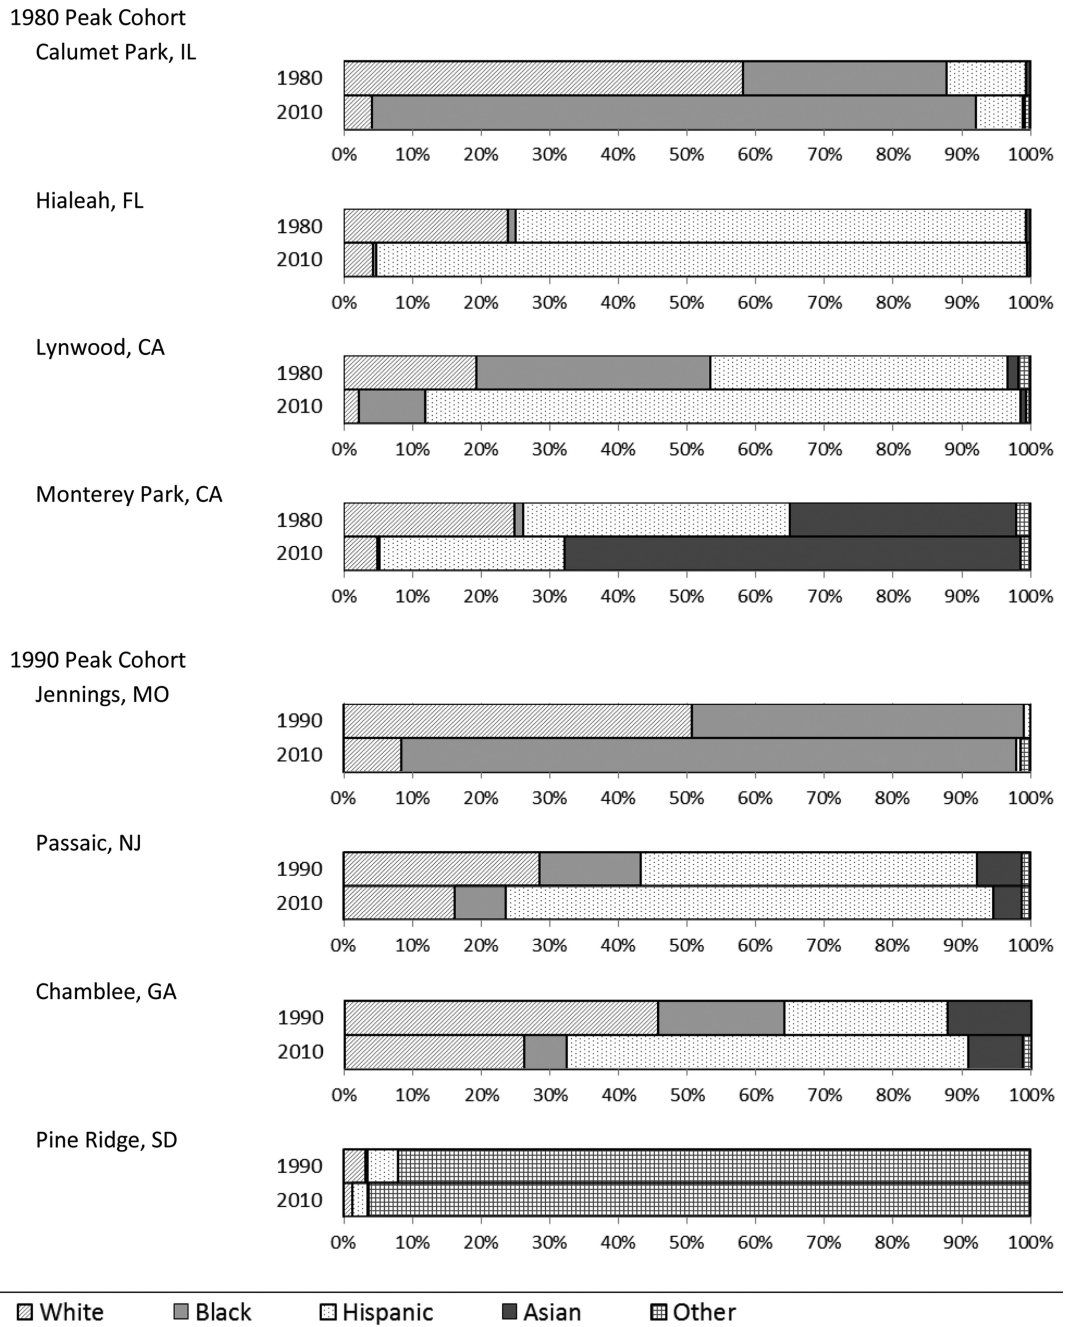 1980 Peak Cohort
Calumet Park, IL
1980
2010
0% 10% 20% 30% 40% 50% 60% 70% 80% 90% 100%
Hialeah, FL
1980
2010
0% 10% 20% 30% 40% 50% 60% 70% 80% 90% 100%
Lynwood, CA
1980
2010
0% 10% 20% 30% 40% 50% 60% 70% 80% 90% 100%
Monterey Park, CA
1980
2010
0% 10% 20% 30% 40% 50% 60% 70% 80% 90% 100%
1990 Peak Cohort
Jennings, MO
1990
2010
0% 10% 20% 30% 40% 50% 60% 70% 80% 90% 100%
Passaic, NJ
1990
2010
0% 10% 20% 30% 40% 50% 60% 70% 80% 90% 100%
Chamblee, GA
1990
2010
0% 10% 20% 30% 40% 50% 60% 70% 80% 90% 100%
Pine Ridge, SD
1990
2010
0% 10% 20% 30% 40% 50% 60% 70% 80% 90% 100%
White Black Hispanic Asian Other